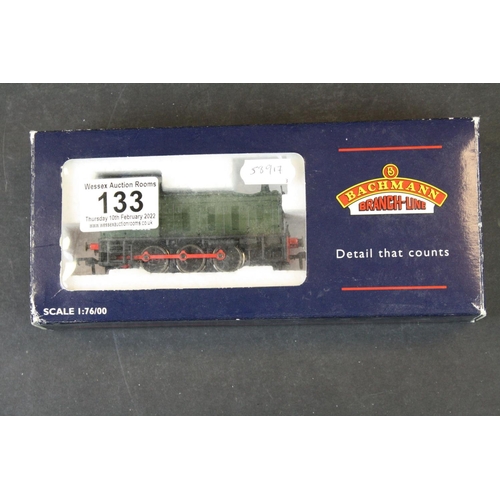 Wessex Auction Rooms
133
Thursday 10th February 2022
www.wessexauctionrooms.co.uk
B
BACHMANN
BRANCH-LINE
Detail that counts
SCALE 1:76/00